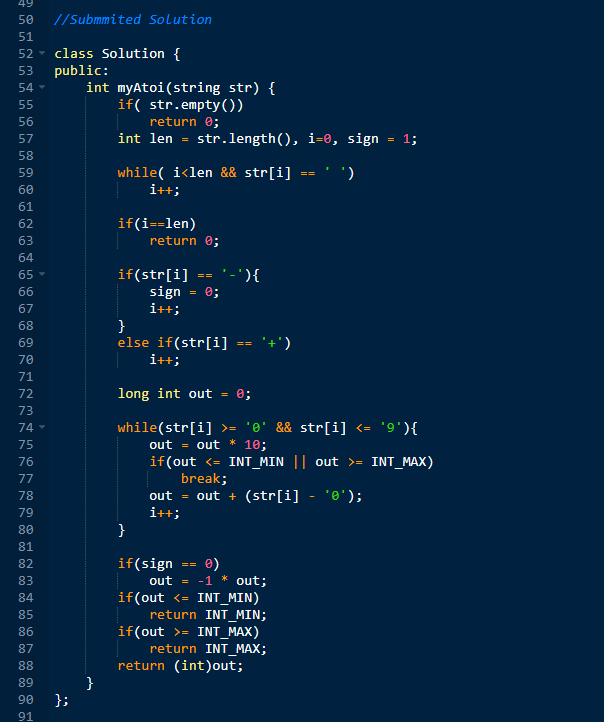 49
50 //Submmited Solution
51
52 class Solution {
53 public:
54     int myAtoi(string str) {
55         if( str.empty())
56             return 0;
57         int len = str.length(), i=0, sign = 1;
58
59         while( i<len && str[i] == ' ')
60             i++;
61
62         if(i==len)
63             return 0;
64
65         if(str[i] == '-'){
66             sign = 0;
67             i++;
68         }
69         else if(str[i] == '+')
70             i++;
71
72         long int out = 0;
73
74         while(str[i] >= '0' && str[i] <= '9'){
75             out = out * 10;
76             if(out <= INT_MIN || out >= INT_MAX)
77                 break;
78             out = out + (str[i] - '0');
79             i++;
80         }
81
82         if(sign == 0)
83             out = -1 * out;
84         if(out <= INT_MIN)
85             return INT_MIN;
86         if(out >= INT_MAX)
87             return INT_MAX;
88         return (int)out;
89     }
90 };
91